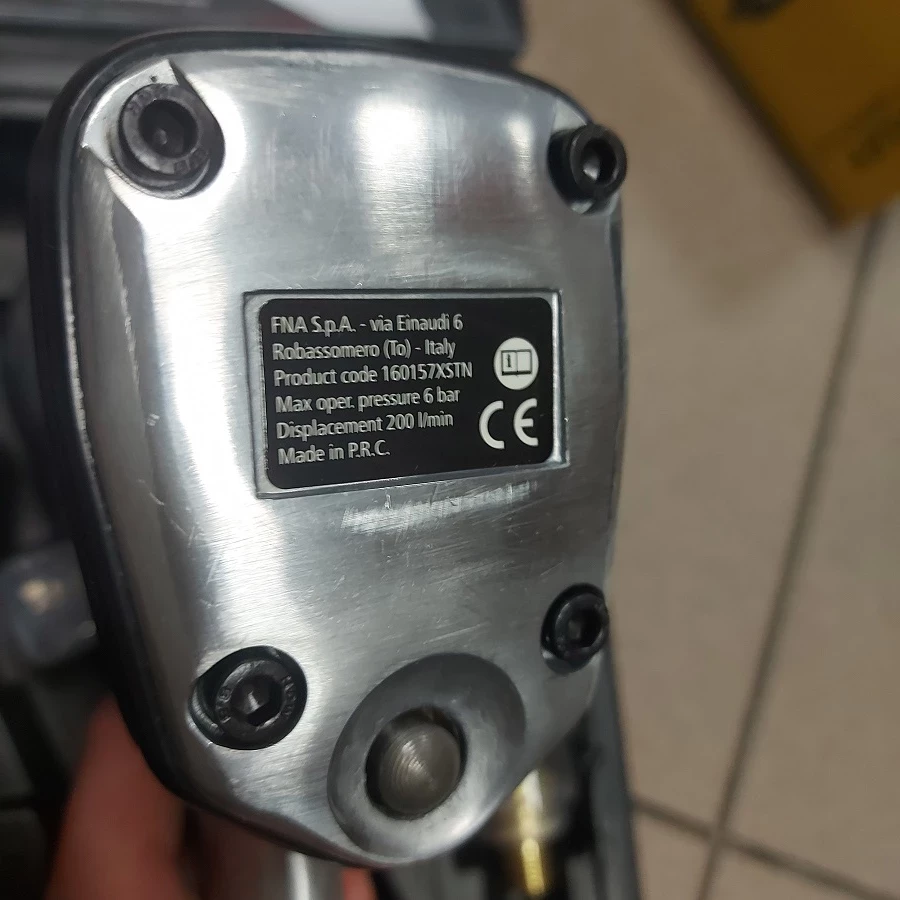 FNA S.p.A. - via Einaudi 6
Robassomero (To) - Italy
Product code 160157XSTN
Max oper. pressure 6 bar
Displacement 200 l/min
Made in P.R.C.
CE